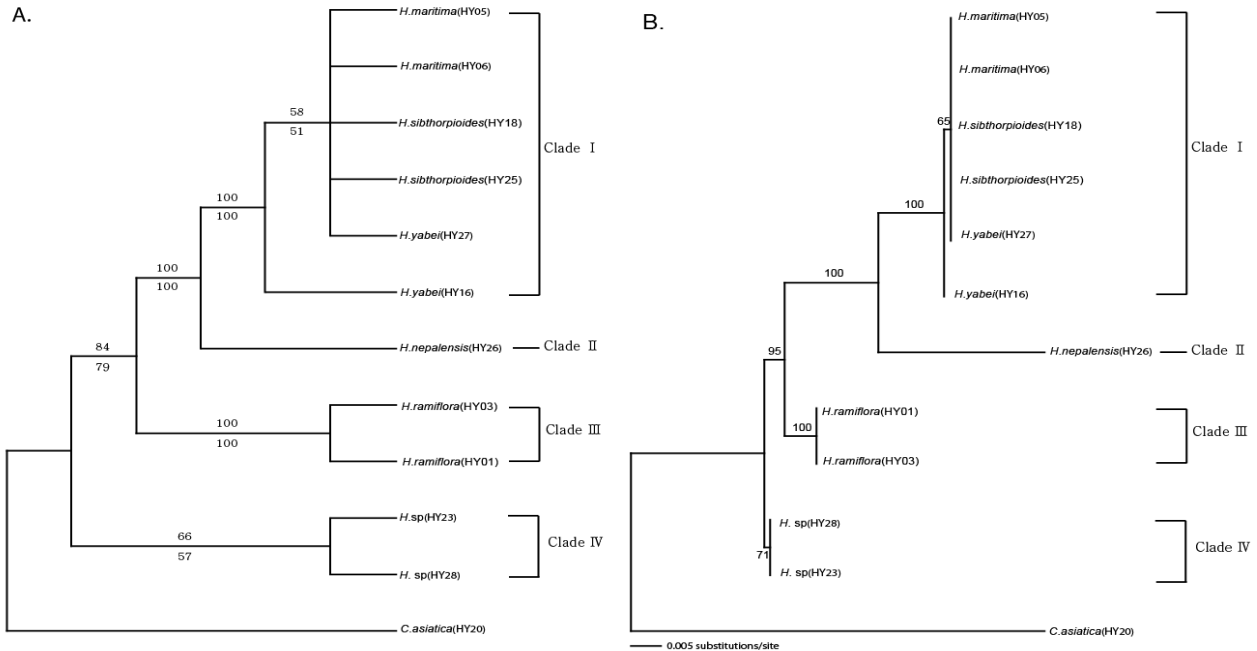 A.
H.maritima(HY05)
H.maritima(HY06)
58
51
H.sibthorpioides(HY18)
Clade Ⅰ
H.sibthorpioides(HY25)
100
100
H.yabei(HY27)
100
100
H.yabei(HY16)
84
79
H.nepalensis(HY26)
Clade Ⅱ
H.ramiflora(HY03)
100
100
Clade Ⅲ
H.ramiflora(HY01)
H.sp(HY23)
66
57
Clade Ⅳ
H. sp(HY28)
C.asiatica(HY20)
B.
H.maritima(HY05)
H.maritima(HY06)
65
H.sibthorpioides(HY18)
Clade Ⅰ
H.sibthorpioides(HY25)
100
H.yabei(HY27)
100
H.yabei(HY16)
95
H.nepalensis(HY26)
Clade Ⅱ
H.ramiflora(HY01)
100
Clade Ⅲ
H.ramiflora(HY03)
H. sp(HY28)
71
Clade Ⅳ
H. sp(HY23)
C.asiatica(HY20)
0.005 substitutions/site